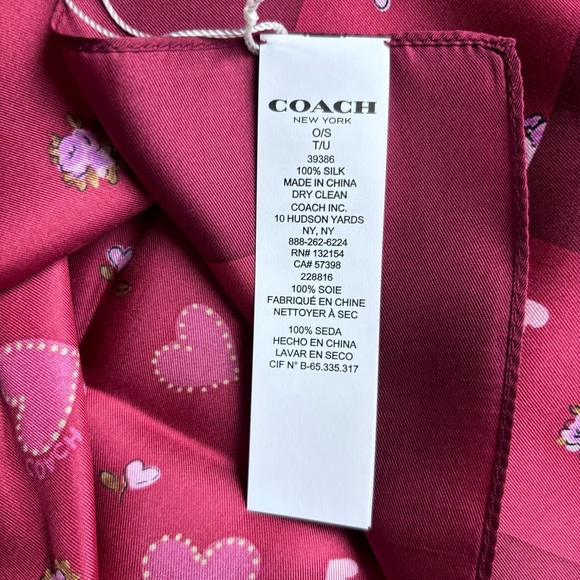 COACH
NEW YORK
O/S
T/U
39386
100% SILK
MADE IN CHINA
DRY CLEAN
COACH INC.
10 HUDSON YARDS
NY, NY
888-262-6224
RN# 132154
CA# 57398
228816
100% SOIE
FABRIQUÉ EN CHINE
NETTOYER À SEC
100% SEDA
HECHO EN CHINA
LAVAR EN SECO
CIF N° B-65.335.317
COACH